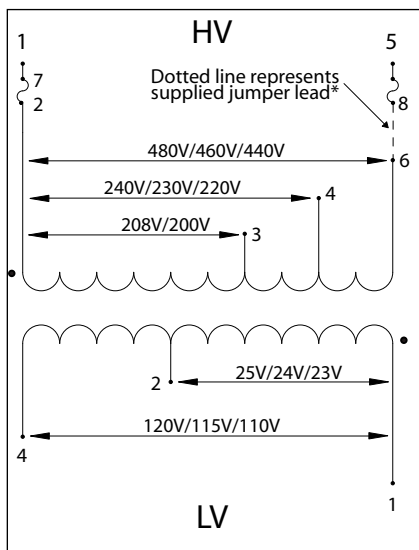 HV
1
5
7
2
Dotted line represents
supplied jumper lead*
8
480V/460V/440V
6
240V/230V/220V
4
208V/200V
3
2
25V/24V/23V
120V/115V/110V
4
1
LV